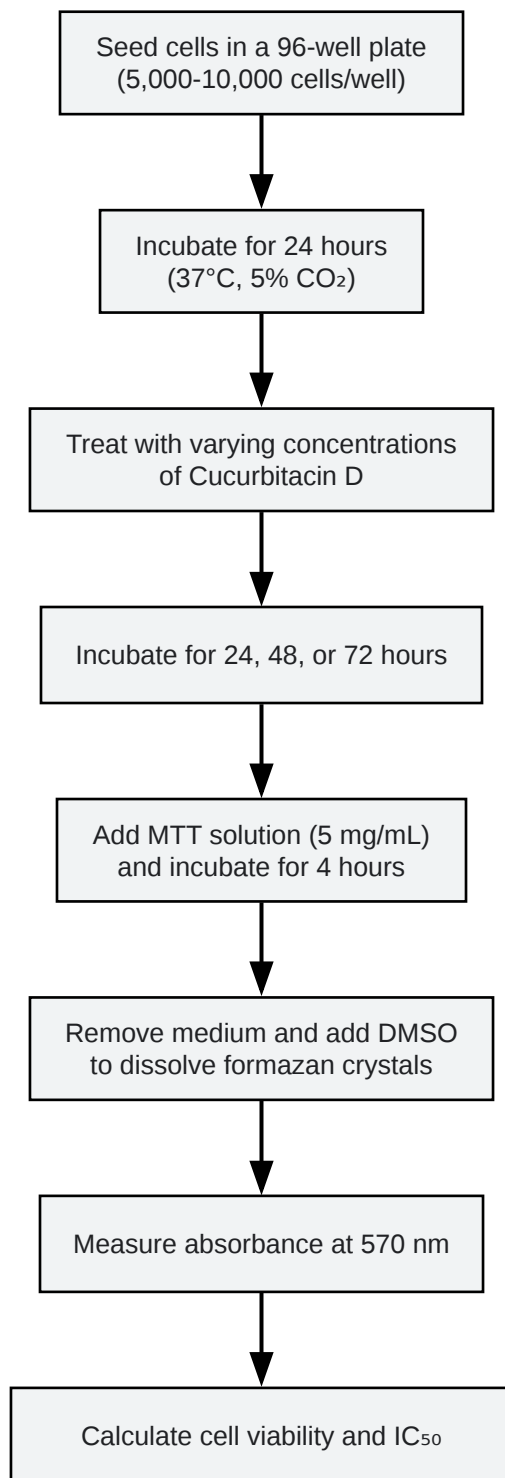 Seed cells in a 96-well plate
(5,000-10,000 cells/well)
Incubate for 24 hours
(37°C, 5% CO₂)
Treat with varying concentrations
of Cucurbitacin D
Incubate for 24, 48, or 72 hours
Add MTT solution (5 mg/mL)
and incubate for 4 hours
Remove medium and add DMSO
to dissolve formazan crystals
Measure absorbance at 570 nm
Calculate cell viability and IC₅₀